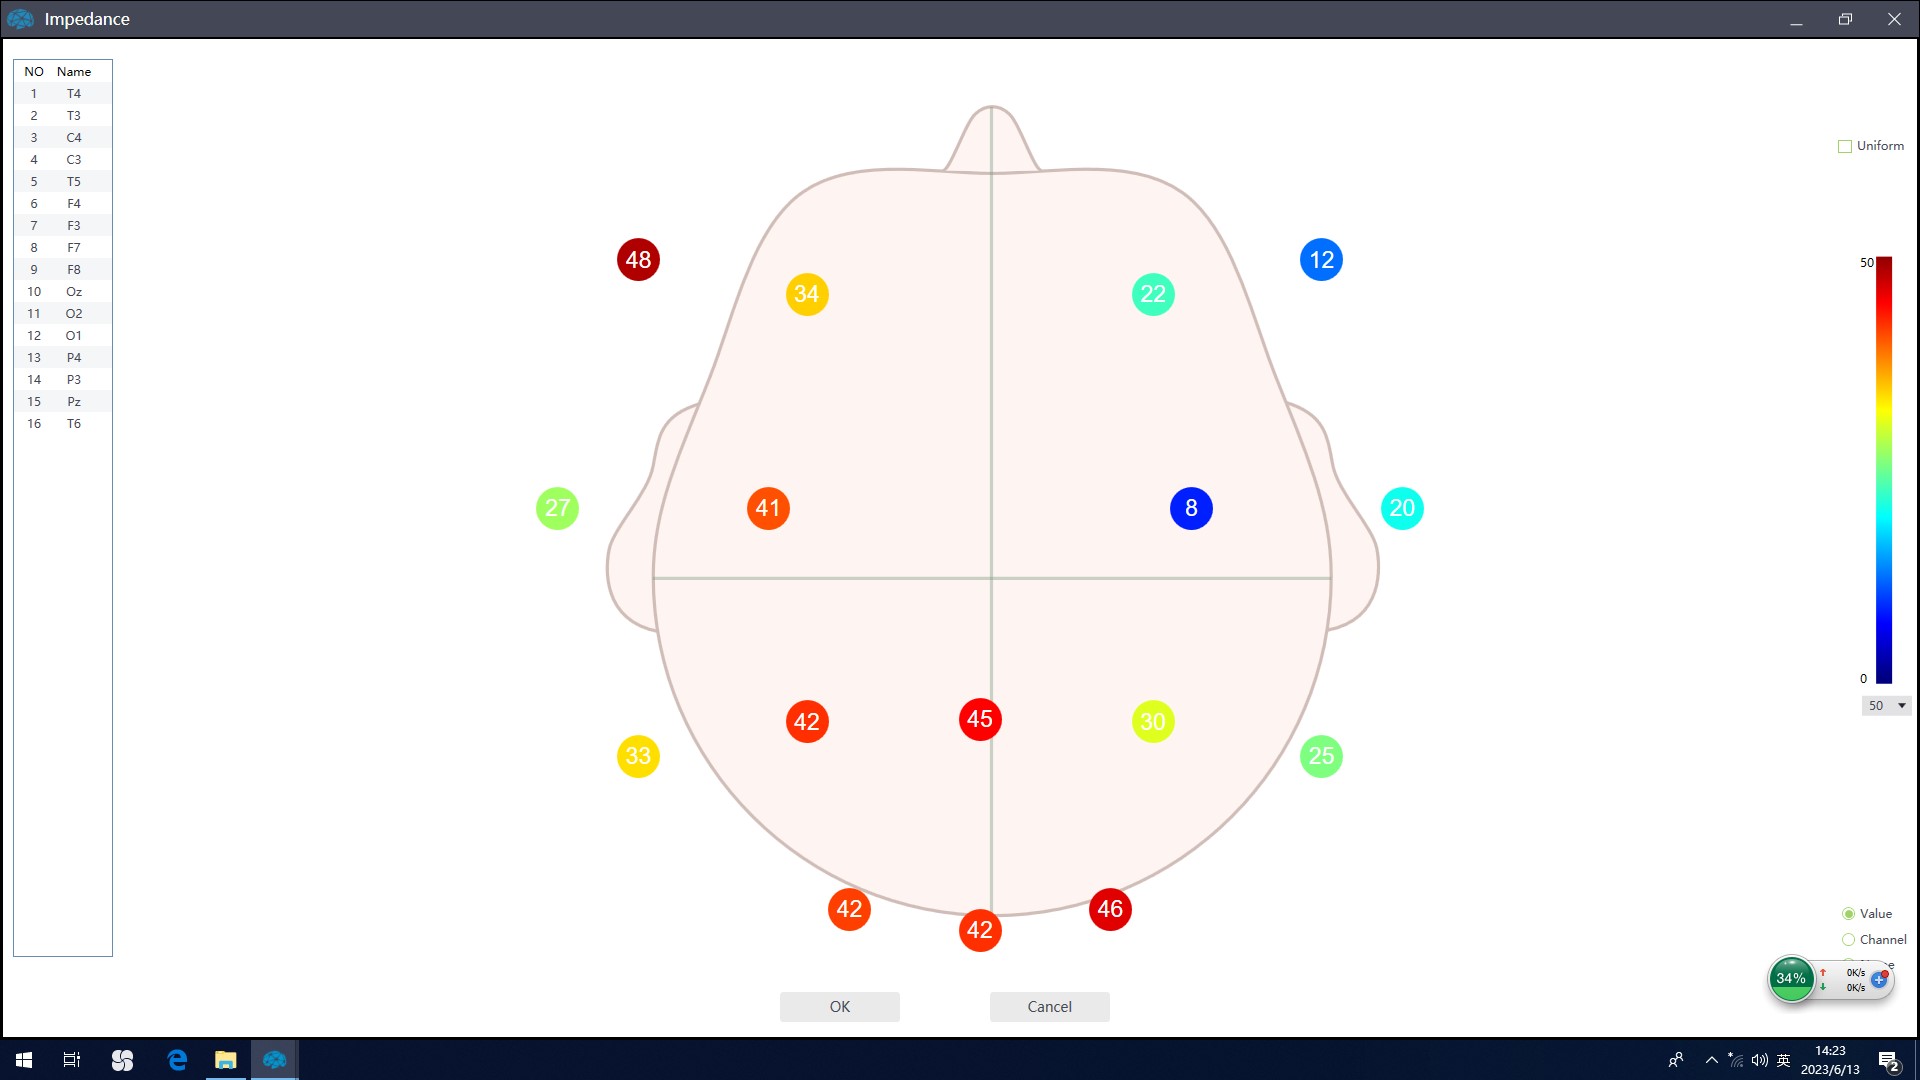 Impedance
NO Name
1 T4
2 T3
3 C4
4 C3
5 T5
6 F4
7 F3
8 F7
9 F8
10 Oz
11 O2
12 O1
13 P4
14 P3
15 Pz
16 T6
Uniform
48
12
34
22
50
27
41
8
20
42
45
30
33
25
0
50
42
46
42
Value
Channel
34%
0K/s
0K/s
OK
Cancel
英
14:23
2023/6/13
2